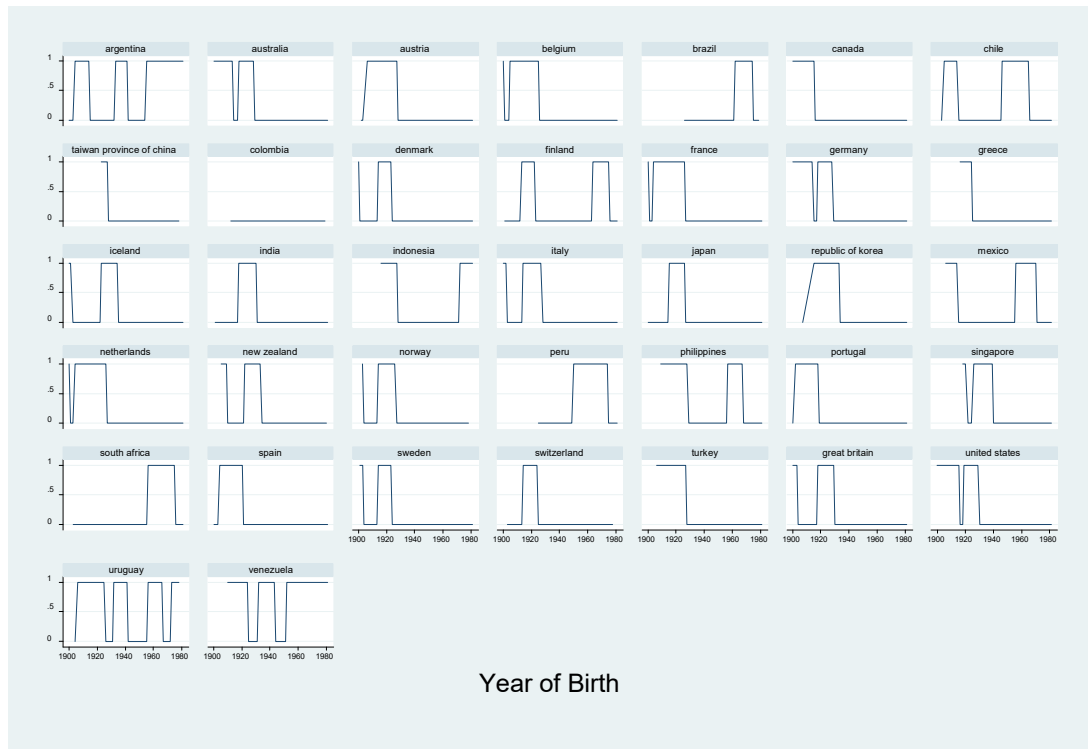 argentina australia austria belgium brazil canada chile
1
.5
0
taiwan province of china colombia denmark finland france germany greece
1
.5
0
iceland india indonesia italy japan republic of korea mexico
1
.5
0
netherlands new zealand norway peru philippines portugal singapore
1
.5
0
south africa spain sweden switzerland turkey great britain united states
1
.5
0
1900 1920 1940 1960 1980 1900 1920 1940 1960 1980 1900 1920 1940 1960 1980 1900 1920 1940 1960 1980 1900 1920 1940 1960 1980
uruguay venezuela
1
.5
0
1900 1920 1940 1960 1980 1900 1920 1940 1960 1980
Year of Birth